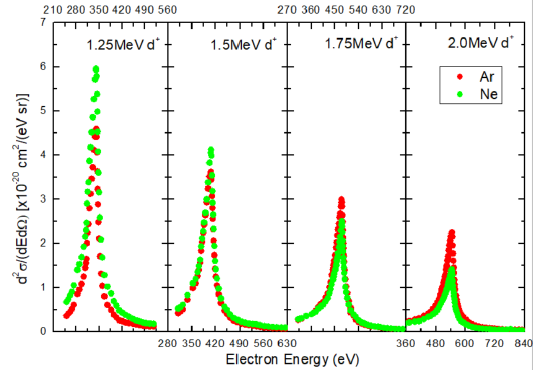 210 280 350 420 490 560
270 360 450 540 630 720
1.25MeV d⁺
1.5MeV d⁺
1.75MeV d⁺
2.0MeV d⁺
Ar
Ne
7
6
5
4
3
2
1
0
d²σ/(dEdΩ) [x10⁻²⁰ cm²/(eV sr)]
280 350 420 490 560 630
360 480 600 720 840
Electron Energy (eV)